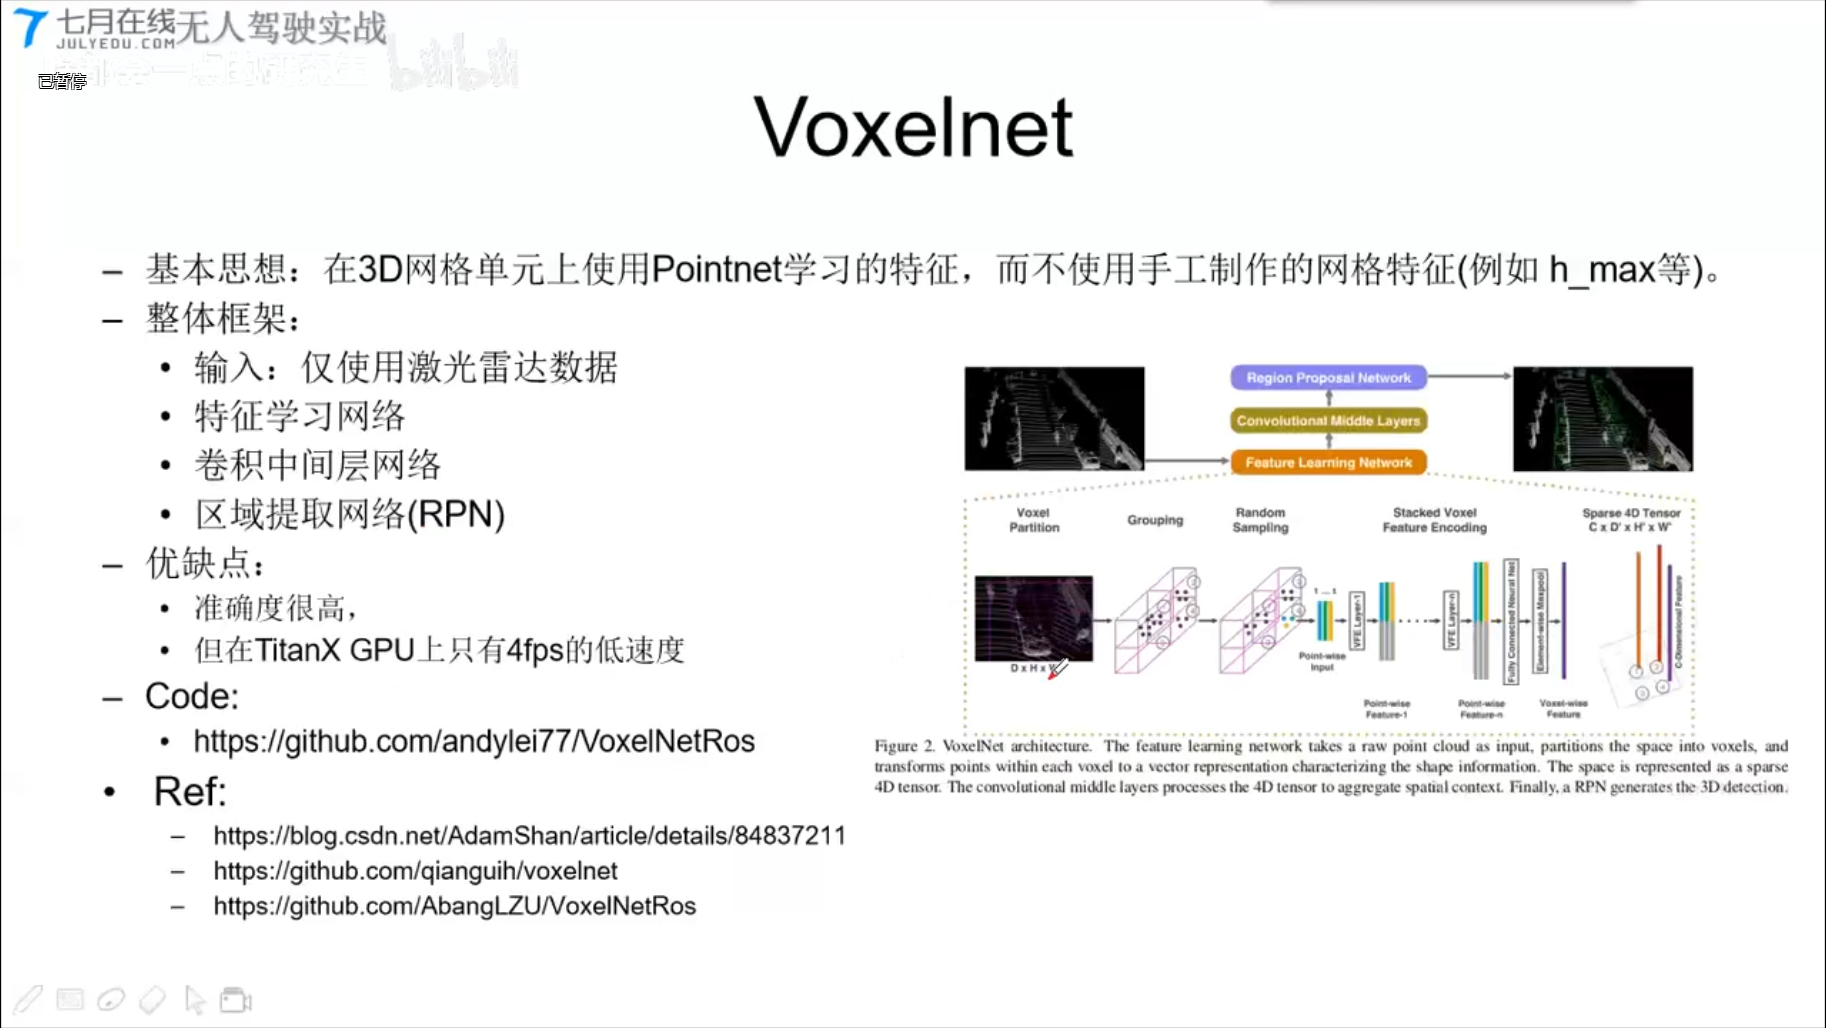 七月在线
JULYEDU.COM
无人驾驶实战
bilibili
已暂停
Voxelnet
– 基本思想：在3D网格单元上使用Pointnet学习的特征，而不使用手工制作的网格特征(例如 h_max等)。
– 整体框架：
• 输入：仅使用激光雷达数据
• 特征学习网络
• 卷积中间层网络
• 区域提取网络(RPN)
– 优缺点：
• 准确度很高，
• 但在TitanX GPU上只有4fps的低速度
– Code:
• https://github.com/andylei77/VoxelNetRos
• Ref:
– https://blog.csdn.net/AdamShan/article/details/84837211
– https://github.com/qianguih/voxelnet
– https://github.com/AbangLZU/VoxelNetRos
Region Proposal Network
Convolutional Middle Layers
Feature Learning Network
Voxel
Partition
Grouping
Random
Sampling
Stacked Voxel
Feature Encoding
Sparse 4D Tensor
C x D' x H' x W'
D x H x
1 ... 1
Point-wise
Input
VFE Layer-1
Point-wise
Feature-1
VFE Layer-n
Point-wise
Feature-n
Fully Connected Neural Net
Element-wise Maxpool
Voxel-wise
Feature
C-Dimensional Feature
Figure 2. VoxelNet architecture. The feature learning network takes a raw point cloud as input, partitions the space into voxels, and
transforms points within each voxel to a vector representation characterizing the shape information. The space is represented as a sparse
4D tensor. The convolutional middle layers processes the 4D tensor to aggregate spatial context. Finally, a RPN generates the 3D detection.